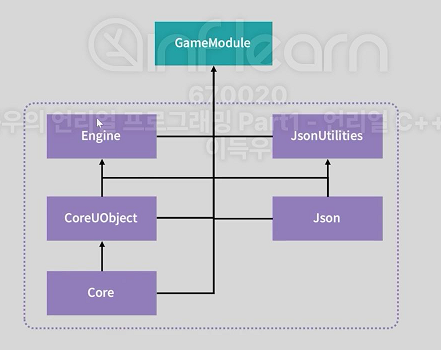 GameModule
inflearn
670020
Engine
JsonUtilities
우의 언리얼 프로그래밍 Part1 - 언리얼 C++
이득우
CoreUObject
Json
Core